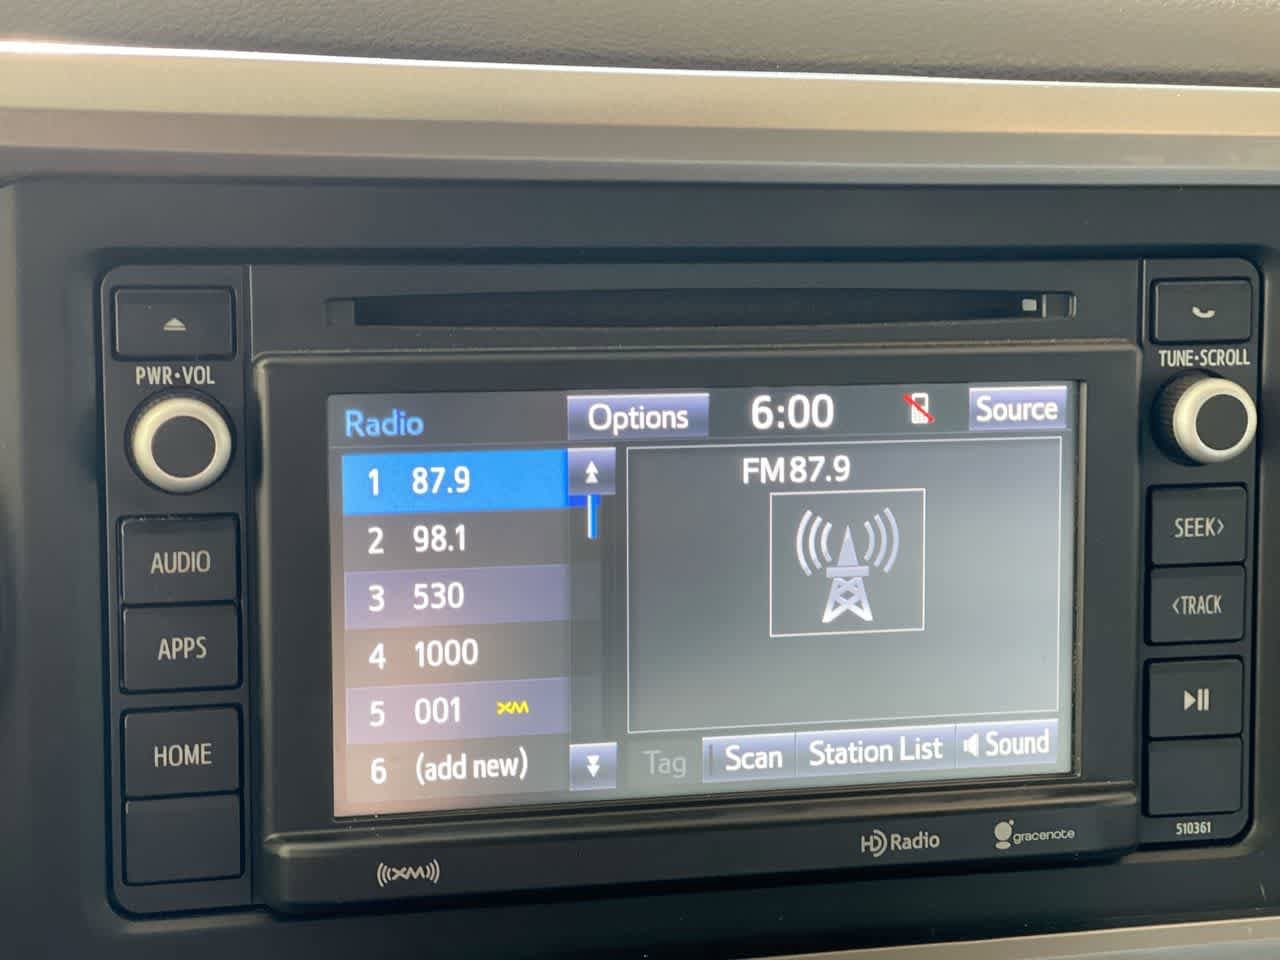 PWR•VOL
AUDIO
APPS
HOME
Radio
Options
6:00
Source
1 87.9
2 98.1
3 530
4 1000
5 001 XM
6 (add new)
FM87.9
Tag
Scan
Station List
Sound
((XM))
HD Radio
gracenote
TUNE•SCROLL
SEEK>
<TRACK
510361